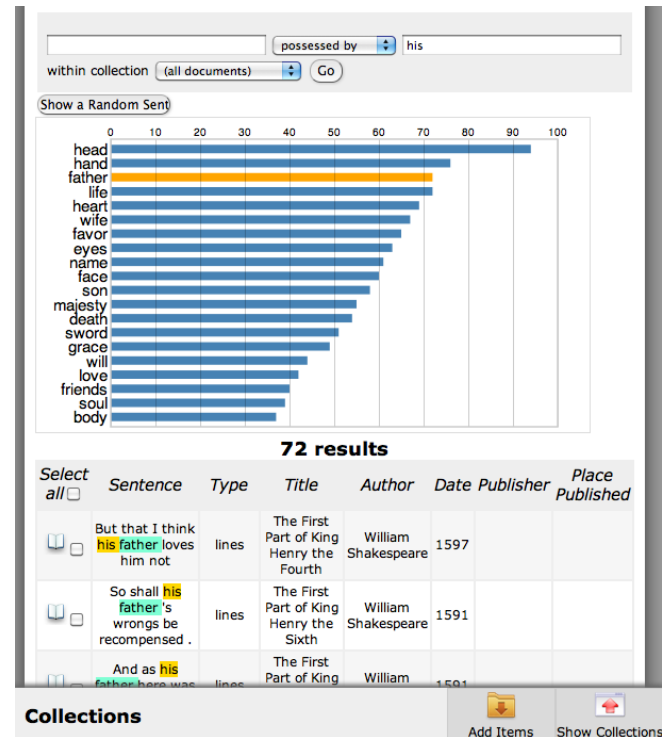 possessed by his
within collection (all documents) Go
Show a Random Sent
0 10 20 30 40 50 60 70 80 90 100
head
hand
father
life
heart
wife
favor
eyes
name
face
son
majesty
death
sword
grace
will
love
friends
soul
body
72 results
Select all Sentence Type Title Author Date Publisher Place Published
But that I think
his father loves
him not
lines
The First
Part of King
Henry the
Fourth
William
Shakespeare
1597
So shall his
father 's
wrongs be
recompensed .
lines
The First
Part of King
Henry the
Sixth
William
Shakespeare
1591
And as his
father here was
lines
The First
Part of King
William
1591
Collections
Add Items
Show Collections